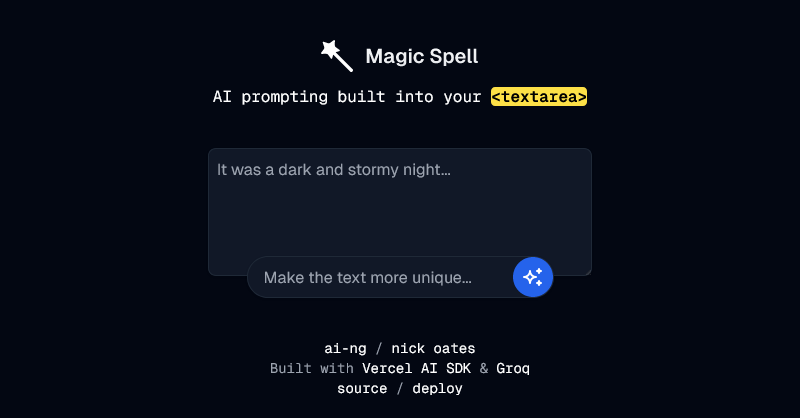 Magic Spell
AI prompting built into your <textarea>
It was a dark and stormy night…
Make the text more unique…
ai-ng / nick oates
Built with Vercel AI SDK & Groq
source / deploy